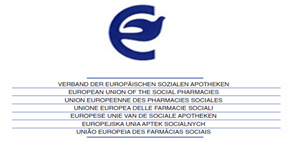 VERBAND DER EUROPÄISCHEN SOZIALEN APOTHEKEN
EUROPEAN UNION OF THE SOCIAL PHARMACIES
UNION EUROPEENNE DES PHARMACIES SOCIALES
UNIONE EUROPEA DELLE FARMACIE SOCIALI
EUROPESE UNIE VAN DE SOCIALE APOTHEKEN
EUROPEJSKA UNIA APTEK SOCJALNYCH
UNIÃO EUROPEIA DES FARMÁCIAS SOCIAIS